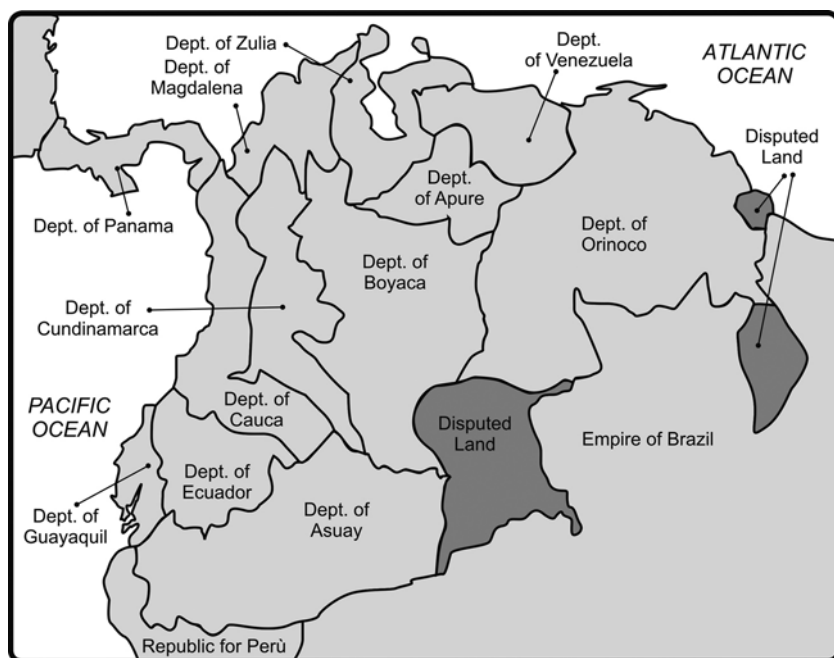 Dept. of Zulia
Dept. of
Magdalena
Dept.
of Venezuela
ATLANTIC
OCEAN
Disputed
Land
Dept.
of Apure
Dept. of Panama
Dept. of
Orinoco
Dept. of
Boyaca
Dept. of
Cundinamarca
PACIFIC
OCEAN
Dept. of
Cauca
Disputed
Land
Empire of Brazil
Dept. of
Ecuador
Dept. of
Guayaquil
Dept. of
Asuay
Republic for Perù